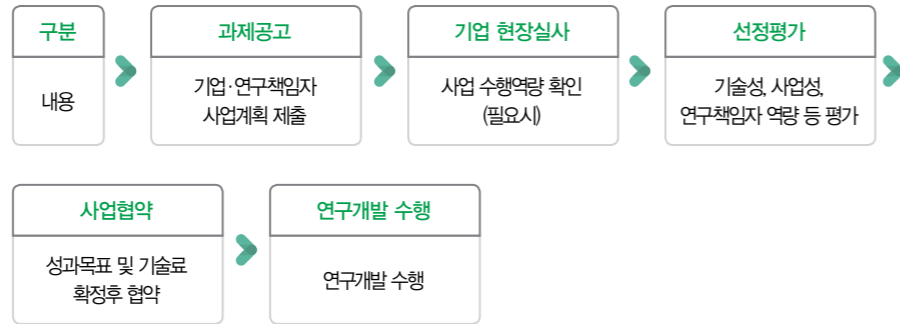 구분
내용
과제공고
기업·연구책임자
사업계획 제출
기업 현장실사
사업 수행역량 확인
(필요시)
선정평가
기술성, 사업성,
연구책임자 역량 등 평가
사업협약
성과목표 및 기술료
확정후 협약
연구개발 수행
연구개발 수행